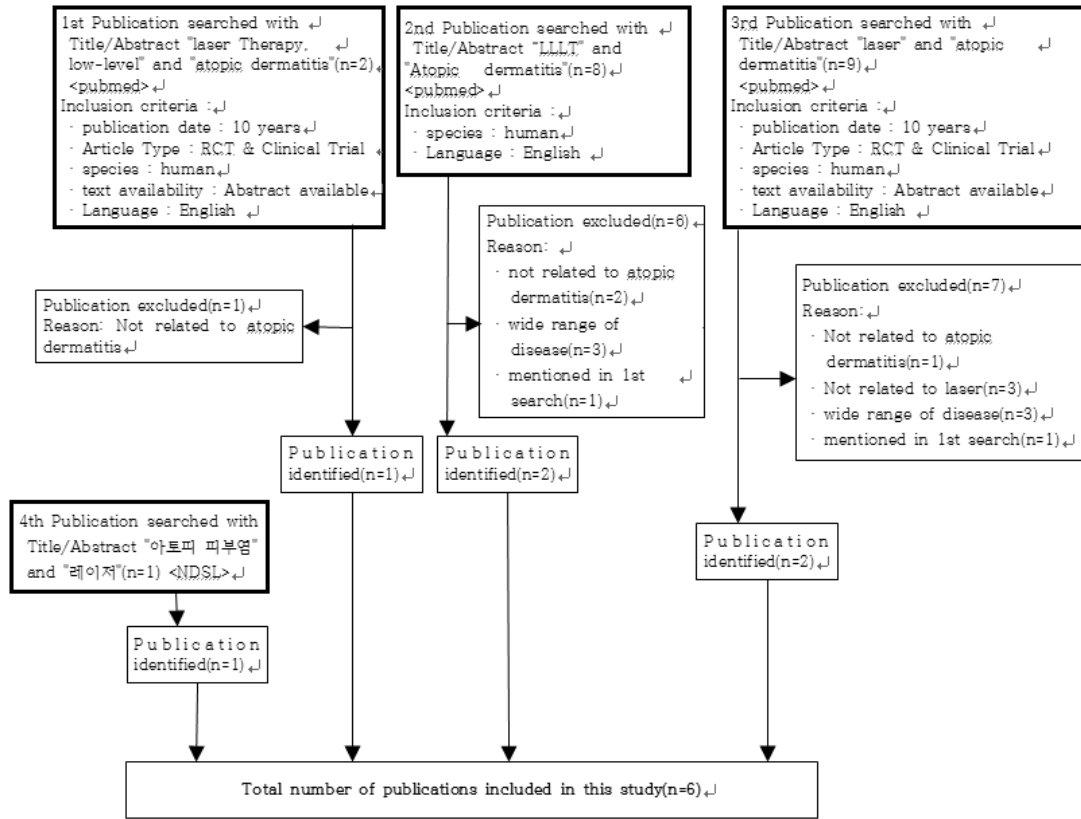 1st Publication searched with ↵
Title/Abstract "laser Therapy, ↵
low-level" and "atopic dermatitis"(n=2)↵
<pubmed>↵
Inclusion criteria :↵
· publication date : 10 years↵
· Article Type : RCT & Clinical Trial ↵
· species : human↵
· text availability : Abstract available↵
· Language : English ↵
2nd Publication searched with ↵
Title/Abstract "LLLT" and
"Atopic dermatitis"(n=8)↵
<pubmed>↵
Inclusion criteria :↵
· species : human↵
· Language : English↵
3rd Publication searched with ↵
Title/Abstract "laser" and "atopic ↵
dermatitis"(n=9)↵
<pubmed>↵
Inclusion criteria :↵
· publication date : 10 years↵
· Article Type : RCT & Clinical Trial↵
· species : human↵
· text availability : Abstract available↵
· Language : English ↵
Publication excluded(n=1)↵
Reason: Not related to atopic
dermatitis↵
Publication excluded(n=6)↵
Reason: ↵
· not related to atopic
dermatitis(n=2)↵
· wide range of
disease(n=3)↵
· mentioned in 1st ↵
search(n=1)↵
Publication excluded(n=7)↵
Reason:↵
· Not related to atopic
dermatitis(n=1)↵
· Not related to laser(n=3)↵
· wide range of disease(n=3)↵
· mentioned in 1st search(n=1)↵
Publication
identified(n=1)↵
Publication
identified(n=2)↵
4th Publication searched with
Title/Abstract "아토피 피부염"
and "레이저"(n=1) <NDSL>↵
Publication
identified(n=2)↵
Publication
identified(n=1)↵
Total number of publications included in this study(n=6)↵